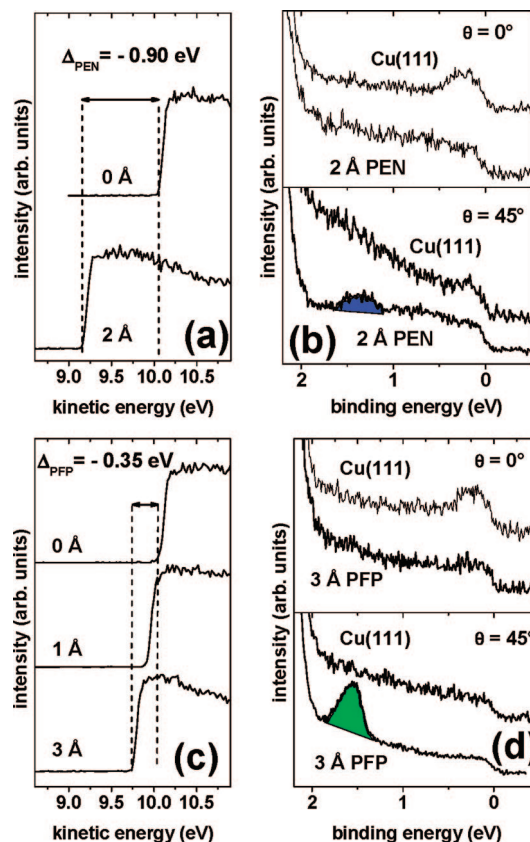 Δ_PEN = - 0.90 eV
0 Å
2 Å
(a)
intensity (arb. units)
9.0 9.5 10.0 10.5
kinetic energy (eV)
θ = 0°
Cu(111)
2 Å PEN
θ = 45°
Cu(111)
2 Å PEN
(b)
intensity (arb. units)
2 1 0
binding energy (eV)
Δ_PFP = - 0.35 eV
0 Å
1 Å
3 Å
(c)
intensity (arb. units)
9.0 9.5 10.0 10.5
kinetic energy (eV)
θ = 0°
Cu(111)
3 Å PFP
θ = 45°
Cu(111)
3 Å PFP
(d)
intensity (arb. units)
2 1 0
binding energy (eV)